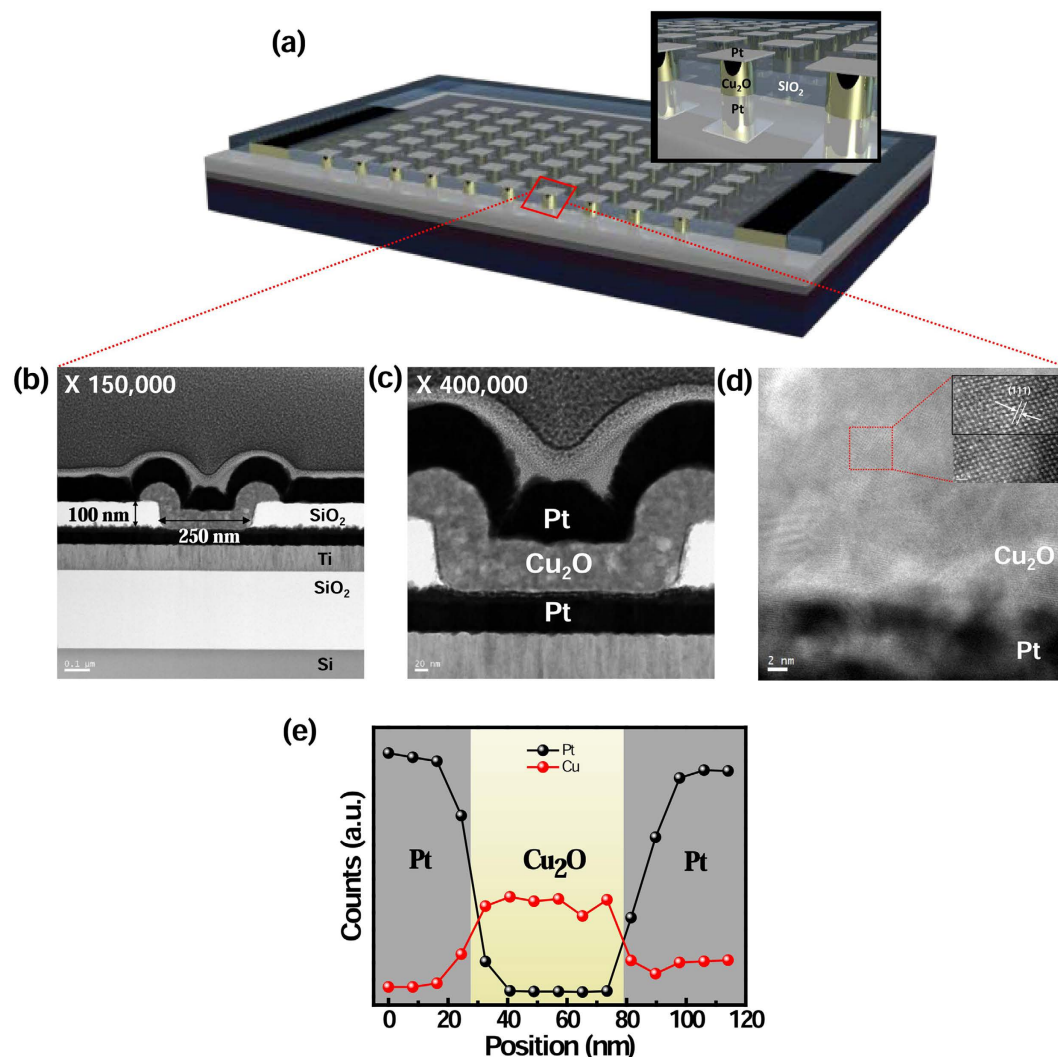 (a)
Pt
Cu₂O
SIO₂
Pt
(b)
X 150,000
100 nm
SiO₂
250 nm
Ti
SiO₂
0.1 µm
Si
(c)
X 400,000
Pt
Cu₂O
Pt
20 nm
(d)
(111)
Cu₂O
Pt
2 nm
(e)
Pt
Cu
Pt
Cu₂O
Pt
Counts (a.u.)
0 20 40 60 80 100 120
Position (nm)